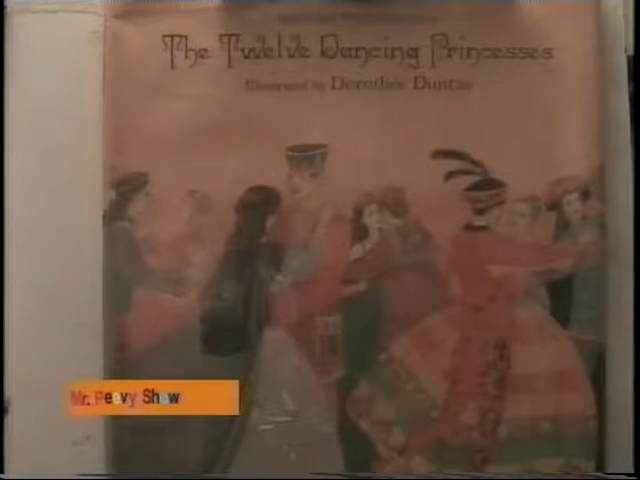 The Twelve Dancing Princesses
Illustrated by Dorothée Duntze
Mr. Peevy Show